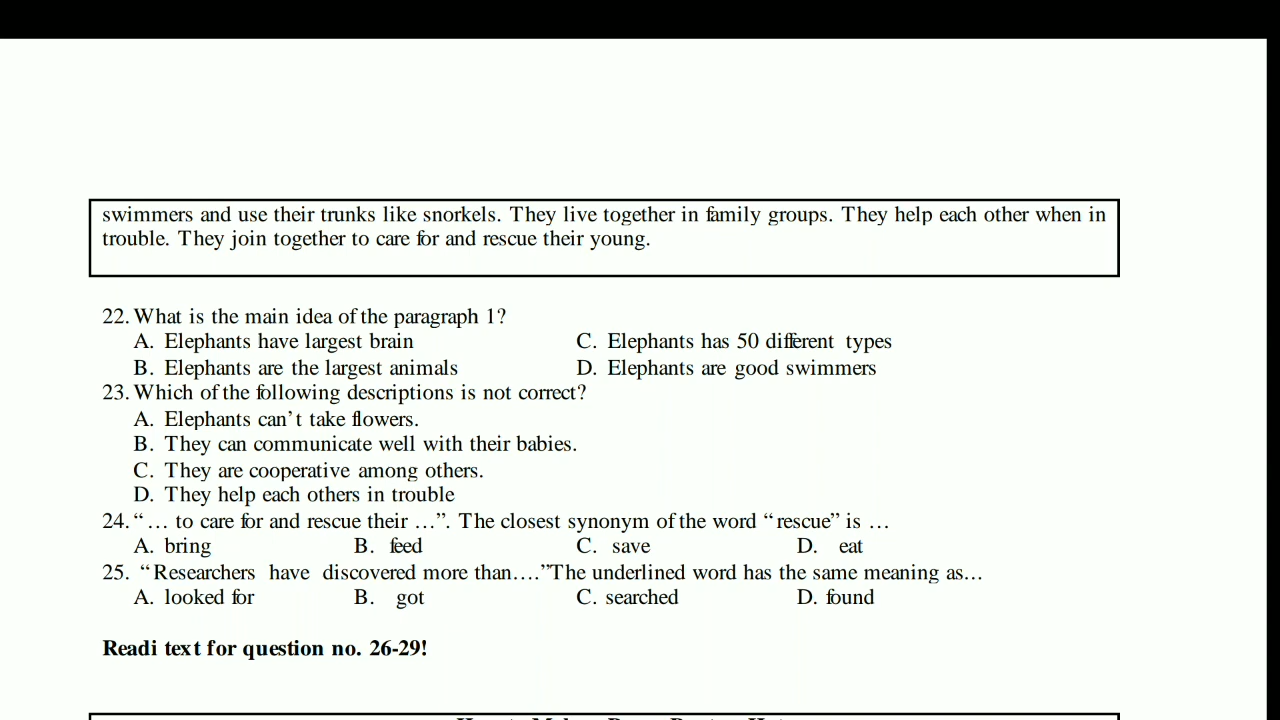 swimmers and use their trunks like snorkels. They live together in family groups. They help each other when in
trouble. They join together to care for and rescue their young.
22. What is the main idea of the paragraph 1?
A. Elephants have largest brain C. Elephants has 50 different types
B. Elephants are the largest animals D. Elephants are good swimmers
23. Which of the following descriptions is not correct?
A. Elephants can’t take flowers.
B. They can communicate well with their babies.
C. They are cooperative among others.
D. They help each others in trouble
24. “… to care for and rescue their …”. The closest synonym of the word “rescue” is …
A. bring B. feed C. save D. eat
25. “Researchers have discovered more than….”The underlined word has the same meaning as…
A. looked for B. got C. searched D. found
Readi text for question no. 26-29!